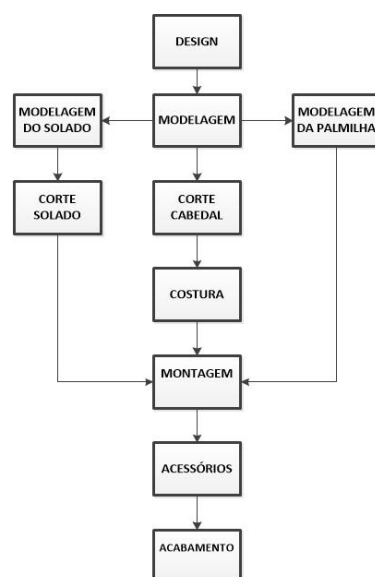 DESIGN
MODELAGEM
DO SOLADO
MODELAGEM
MODELAGEM
DA PALMILHA
CORTE
SOLADO
CORTE
CABEDAL
COSTURA
MONTAGEM
ACESSÓRIOS
ACABAMENTO